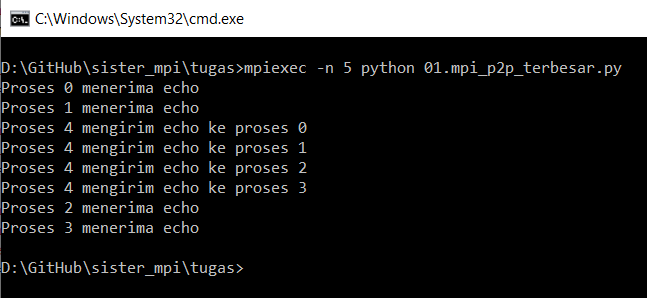 C:\Windows\System32\cmd.exe
D:\GitHub\sister_mpi\tugas>mpiexec -n 5 python 01.mpi_p2p_terbesar.py
Proses 0 menerima echo
Proses 1 menerima echo
Proses 4 mengirim echo ke proses 0
Proses 4 mengirim echo ke proses 1
Proses 4 mengirim echo ke proses 2
Proses 4 mengirim echo ke proses 3
Proses 2 menerima echo
Proses 3 menerima echo
D:\GitHub\sister_mpi\tugas>